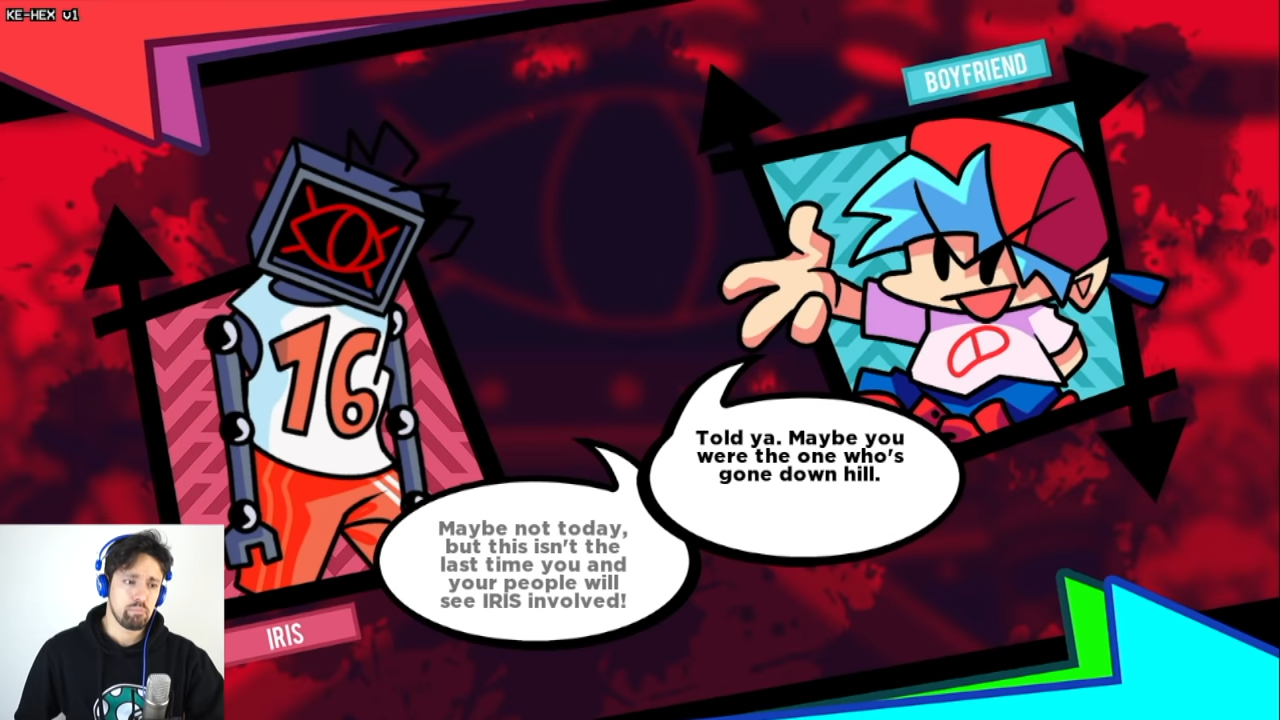 KE-HEX v1
BOYFRIEND
16
Told ya. Maybe you
were the one who's
gone down hill.
Maybe not today,
but this isn't the
last time you and
your people will
see IRIS involved!
IRIS